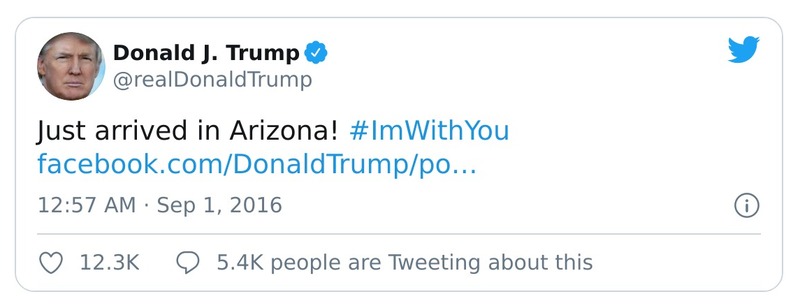 Donald J. Trump
@realDonaldTrump
Just arrived in Arizona! #ImWithYou
facebook.com/DonaldTrump/po…
12:57 AM · Sep 1, 2016
12.3K 5.4K people are Tweeting about this